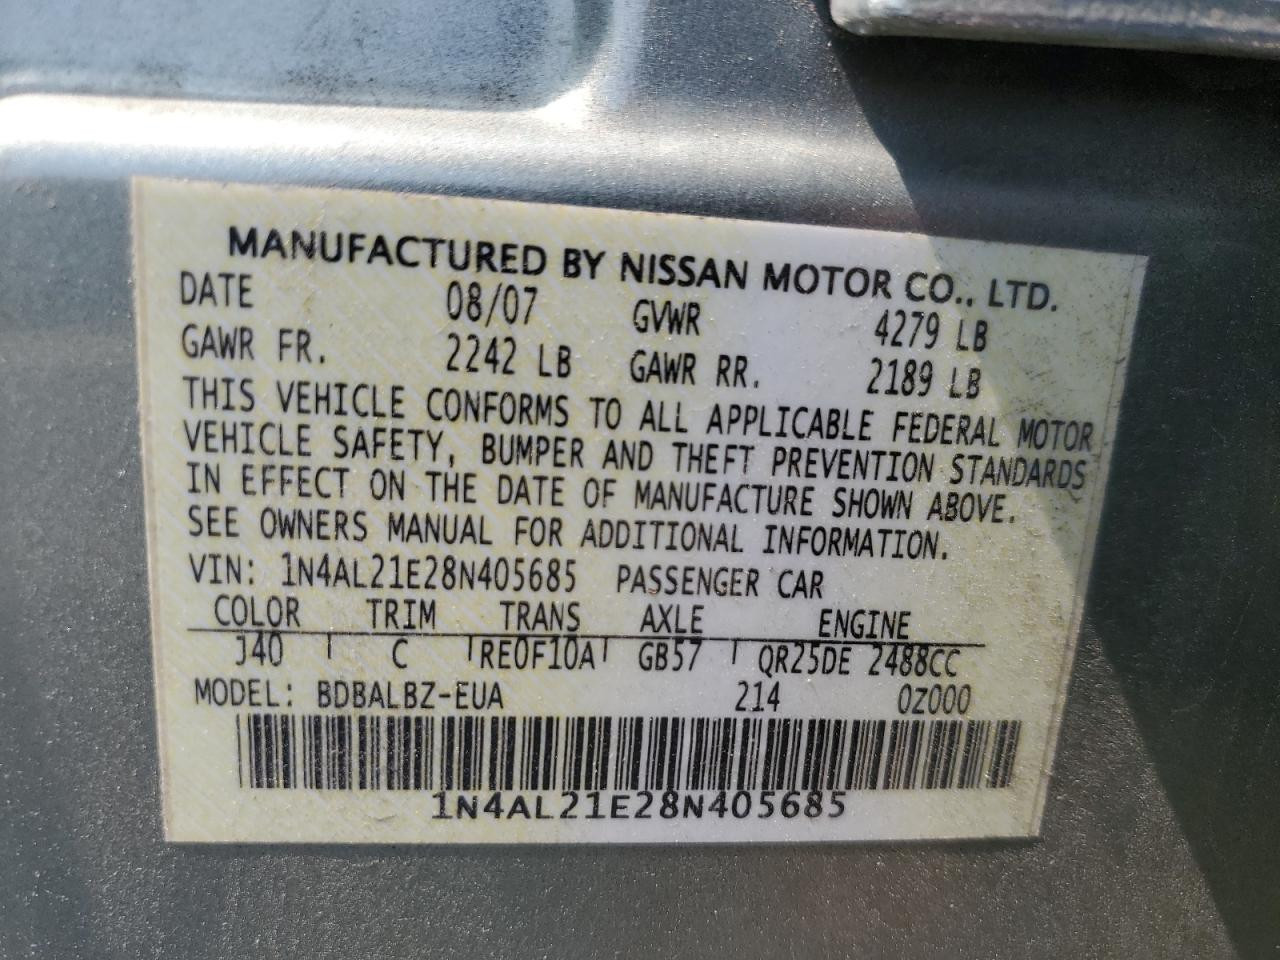 MANUFACTURED BY NISSAN MOTOR CO., LTD.
DATE 08/07 GVWR 4279 LB
GAWR FR. 2242 LB GAWR RR. 2189 LB
THIS VEHICLE CONFORMS TO ALL APPLICABLE FEDERAL MOTOR
VEHICLE SAFETY, BUMPER AND THEFT PREVENTION STANDARDS
IN EFFECT ON THE DATE OF MANUFACTURE SHOWN ABOVE.
SEE OWNERS MANUAL FOR ADDITIONAL INFORMATION.
VIN: 1N4AL21E28N405685 PASSENGER CAR
COLOR TRIM TRANS AXLE ENGINE
J40 C RE0F10A GB57 QR25DE 2488CC
MODEL: BDBALBZ-EUA 214 0Z000
1N4AL21E28N405685